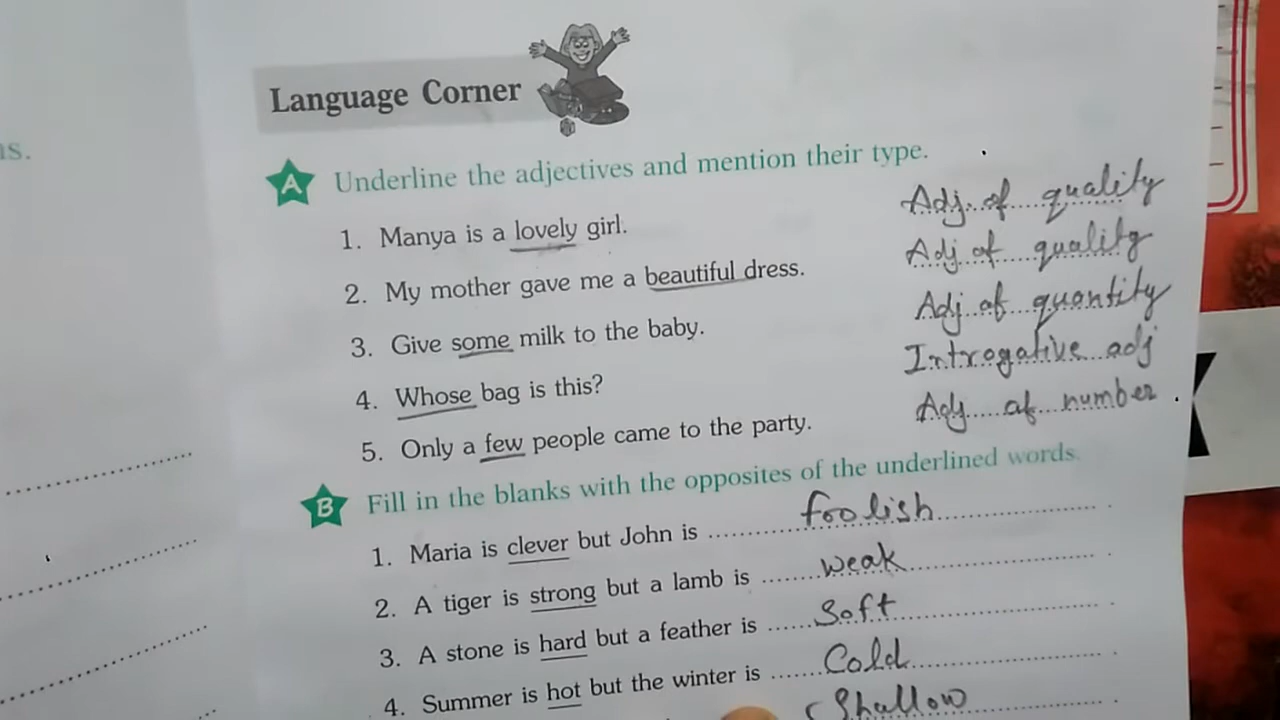 ns.
Language Corner
A Underline the adjectives and mention their type.
1. Manya is a lovely girl. Adj. of quality
2. My mother gave me a beautiful dress. Adj of quality
3. Give some milk to the baby. Adj of quantity
4. Whose bag is this? Introgative adj
5. Only a few people came to the party. Adj of number
B Fill in the blanks with the opposites of the underlined words.
1. Maria is clever but John is foolish.
2. A tiger is strong but a lamb is weak.
3. A stone is hard but a feather is Soft.
4. Summer is hot but the winter is Cold.
Shallow